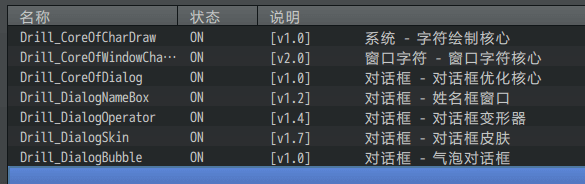 名称 状态 说明
Drill_CoreOfCharDraw ON [v1.0] 系统 - 字符绘制核心
Drill_CoreOfWindowCha… ON [v2.0] 窗口字符 - 窗口字符核心
Drill_CoreOfDialog ON [v1.0] 对话框 - 对话框优化核心
Drill_DialogNameBox ON [v1.2] 对话框 - 姓名框窗口
Drill_DialogOperator ON [v1.4] 对话框 - 对话框变形器
Drill_DialogSkin ON [v1.7] 对话框 - 对话框皮肤
Drill_DialogBubble ON [v1.0] 对话框 - 气泡对话框